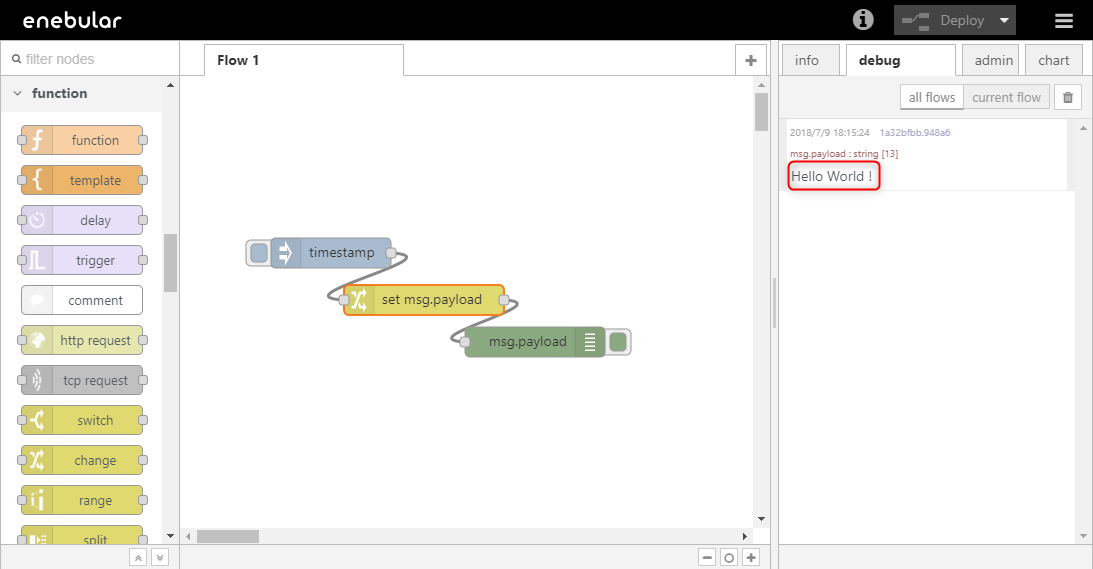 enebular
Deploy
filter nodes
Flow 1
info
debug
admin
chart
function
all flows
current flow
function
template
delay
trigger
comment
http request
tcp request
switch
change
range
split
timestamp
set msg.payload
msg.payload
2018/7/9 18:15:24 1a32bfbb.948a6
msg.payload : string [13]
Hello World !